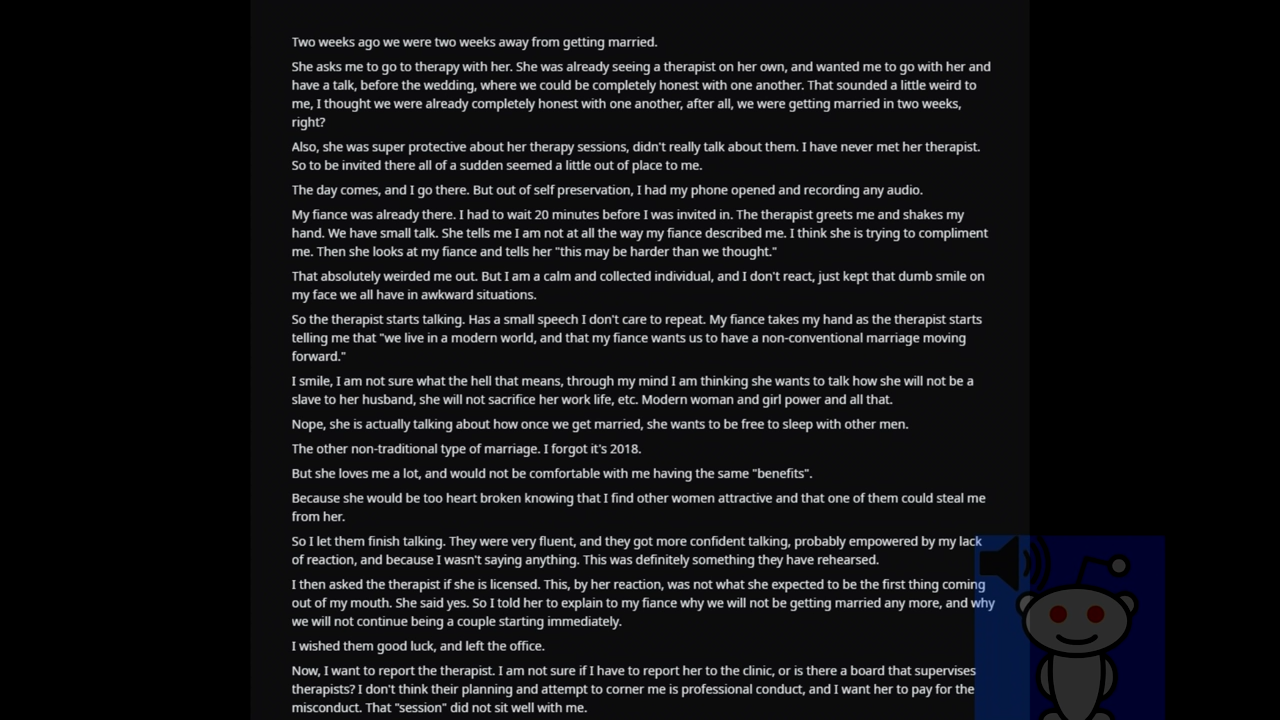 Two weeks ago we were two weeks away from getting married.
She asks me to go to therapy with her. She was already seeing a therapist on her own, and wanted me to go with her and
have a talk, before the wedding, where we could be completely honest with one another. That sounded a little weird to
me, I thought we were already completely honest with one another, after all, we were getting married in two weeks,
right?
Also, she was super protective about her therapy sessions, didn't really talk about them. I have never met her therapist.
So to be invited there all of a sudden seemed a little out of place to me.
The day comes, and I go there. But out of self preservation, I had my phone opened and recording any audio.
My fiance was already there. I had to wait 20 minutes before I was invited in. The therapist greets me and shakes my
hand. We have small talk. She tells me I am not at all the way my fiance described me. I think she is trying to compliment
me. Then she looks at my fiance and tells her "this may be harder than we thought."
That absolutely weirded me out. But I am a calm and collected individual, and I don't react, just kept that dumb smile on
my face we all have in awkward situations.
So the therapist starts talking. Has a small speech I don't care to repeat. My fiance takes my hand as the therapist starts
telling me that "we live in a modern world, and that my fiance wants us to have a non-conventional marriage moving
forward."
I smile, I am not sure what the hell that means, through my mind I am thinking she wants to talk how she will not be a
slave to her husband, she will not sacrifice her work life, etc. Modern woman and girl power and all that.
Nope, she is actually talking about how once we get married, she wants to be free to sleep with other men.
The other non-traditional type of marriage. I forgot it's 2018.
But she loves me a lot, and would not be comfortable with me having the same "benefits".
Because she would be too heart broken knowing that I find other women attractive and that one of them could steal me
from her.
So I let them finish talking. They were very fluent, and they got more confident talking, probably empowered by my lack
of reaction, and because I wasn't saying anything. This was definitely something they have rehearsed.
I then asked the therapist if she is licensed. This, by her reaction, was not what she expected to be the first thing coming
out of my mouth. She said yes. So I told her to explain to my fiance why we will not be getting married any more, and why
we will not continue being a couple starting immediately.
I wished them good luck, and left the office.
Now, I want to report the therapist. I am not sure if I have to report her to the clinic, or is there a board that supervises
therapists? I don't think their planning and attempt to corner me is professional conduct, and I want her to pay for the
misconduct. That "session" did not sit well with me.